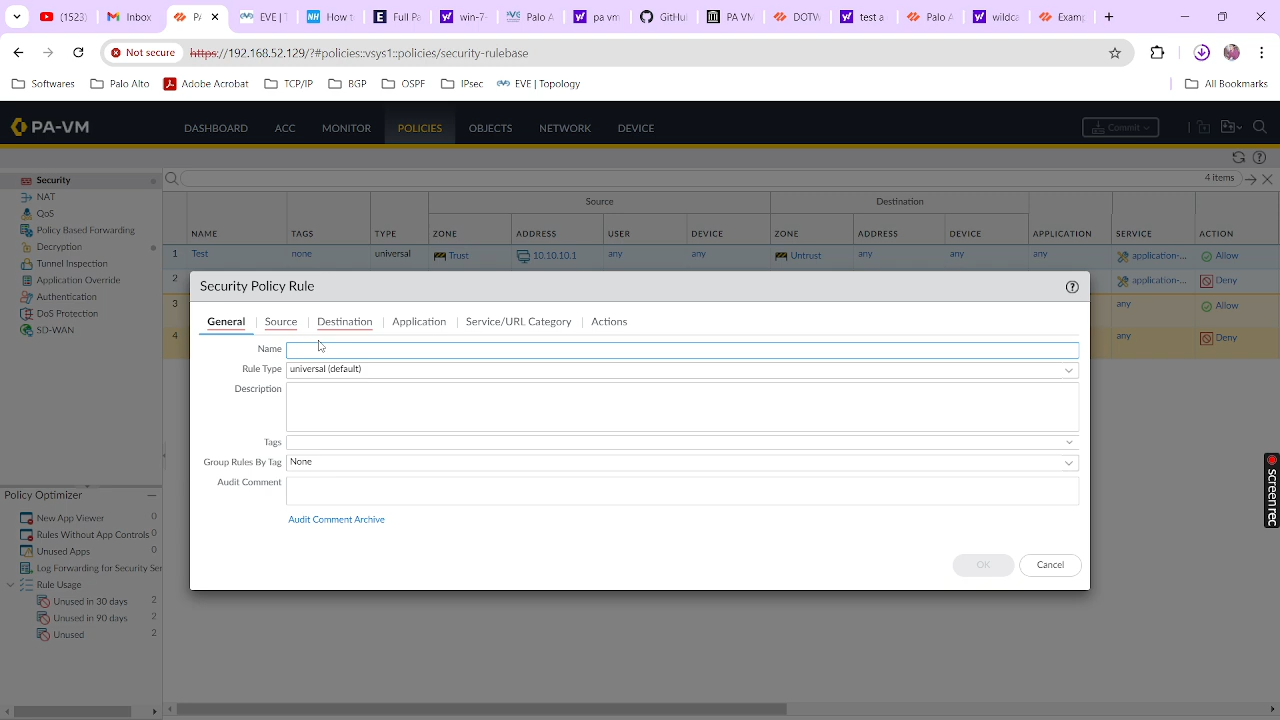 (1523)
Inbox
PA
EVE |
How t
Full Pa
win-
Palo A
pa vm
GitHu
PA VM
DOTV
test a
Palo A
wildc
Exam
Not secure
https://192.168.52.129/?#policies::vsys1::policies/security-rulebase
Softwares
Palo Alto
Adobe Acrobat
TCP/IP
BGP
OSPF
IPsec
EVE | Topology
All Bookmarks
PA-VM
DASHBOARD
ACC
MONITOR
POLICIES
OBJECTS
NETWORK
DEVICE
Commit
Security
NAT
QoS
Policy Based Forwarding
Decryption
Tunnel Inspection
Application Override
Authentication
DoS Protection
SD-WAN
4 items
Source
Destination
NAME
TAGS
TYPE
ZONE
ADDRESS
USER
DEVICE
ZONE
ADDRESS
DEVICE
APPLICATION
SERVICE
ACTION
1 Test none universal Trust 10.10.10.1 any any Untrust any any any application-... Allow
2 application-... Deny
3 any Allow
4 any Deny
Security Policy Rule
General
Source
Destination
Application
Service/URL Category
Actions
Name
Rule Type universal (default)
Description
Tags
Group Rules By Tag None
Audit Comment
Audit Comment Archive
OK
Cancel
Policy Optimizer
New App Viewer 0
Rules Without App Controls 0
Unused Apps 0
Log Forwarding for Security Ser
Rule Usage
Unused in 30 days 2
Unused in 90 days 2
Unused 2
screenrec